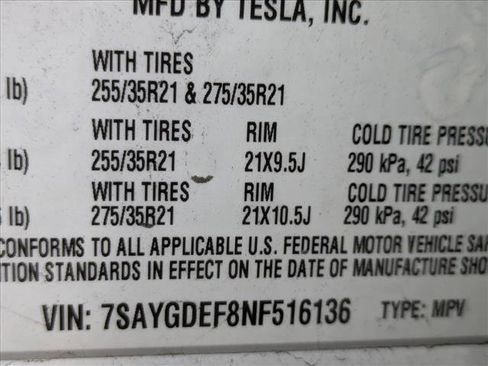 MFD BY TESLA, INC.
WITH TIRES
lb) 255/35R21 & 275/35R21
WITH TIRES RIM COLD TIRE PRESSU
lb) 255/35R21 21X9.5J 290 kPa, 42 psi
WITH TIRES RIM COLD TIRE PRESSU
lb) 275/35R21 21X10.5J 290 kPa, 42 psi
CONFORMS TO ALL APPLICABLE U.S. FEDERAL MOTOR VEHICLE SAF
TION STANDARDS IN EFFECT ON THE DATE OF MANUFACTURE SHO
VIN: 7SAYGDEF8NF516136 TYPE: MPV